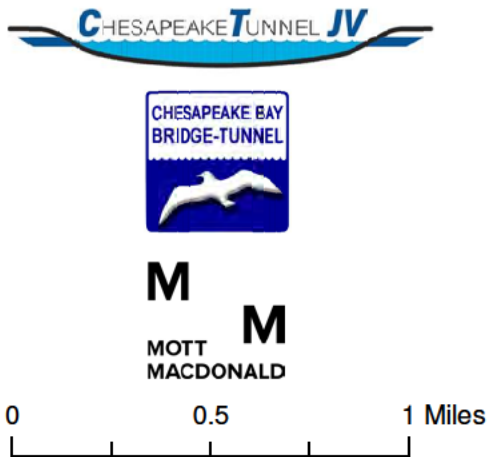 CHESAPEAKE TUNNEL JV
CHESAPEAKE BAY
BRIDGE-TUNNEL
M
M
MOTT
MACDONALD
0 0.5 1 Miles